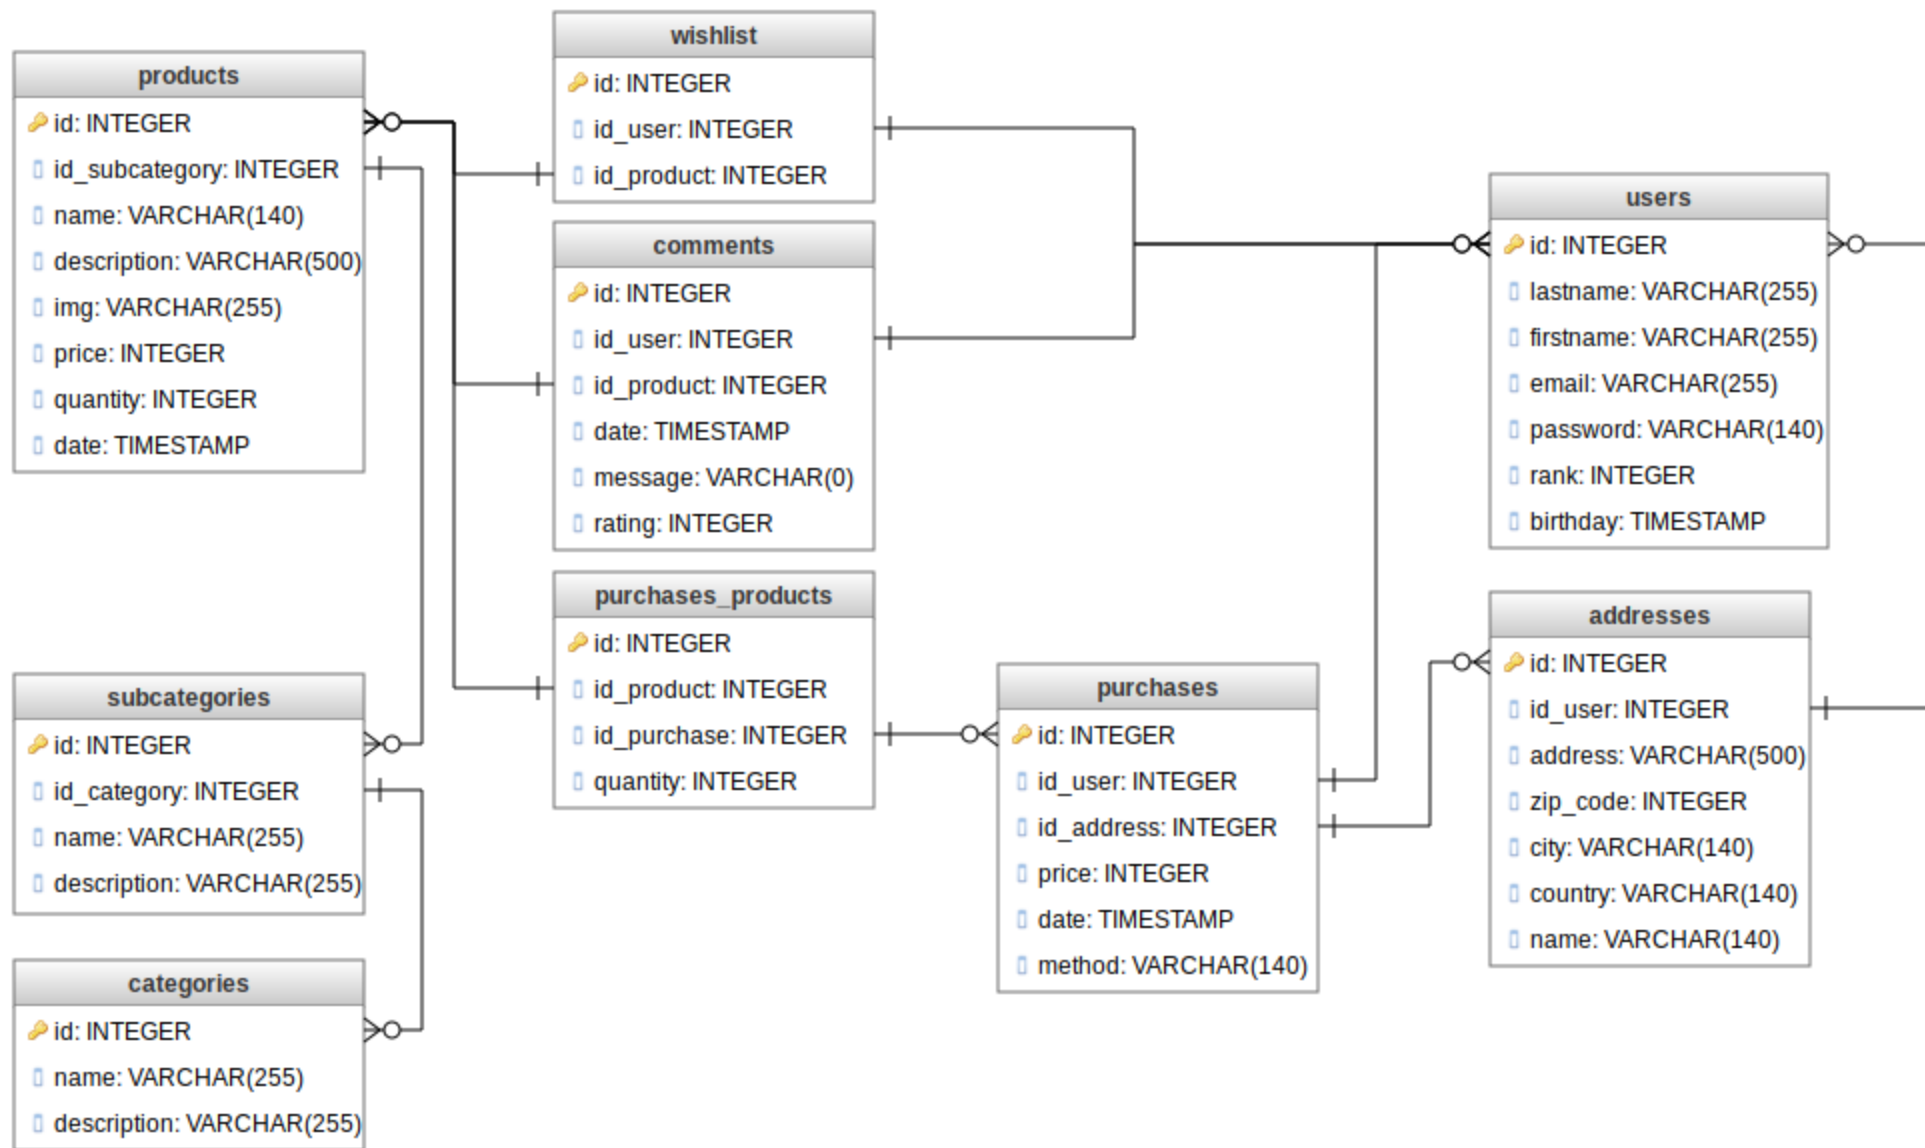 products
id: INTEGER
id_subcategory: INTEGER
name: VARCHAR(140)
description: VARCHAR(500)
img: VARCHAR(255)
price: INTEGER
quantity: INTEGER
date: TIMESTAMP
subcategories
id: INTEGER
id_category: INTEGER
name: VARCHAR(255)
description: VARCHAR(255)
categories
id: INTEGER
name: VARCHAR(255)
description: VARCHAR(255)
wishlist
id: INTEGER
id_user: INTEGER
id_product: INTEGER
comments
id: INTEGER
id_user: INTEGER
id_product: INTEGER
date: TIMESTAMP
message: VARCHAR(0)
rating: INTEGER
purchases_products
id: INTEGER
id_product: INTEGER
id_purchase: INTEGER
quantity: INTEGER
purchases
id: INTEGER
id_user: INTEGER
id_address: INTEGER
price: INTEGER
date: TIMESTAMP
method: VARCHAR(140)
users
id: INTEGER
lastname: VARCHAR(255)
firstname: VARCHAR(255)
email: VARCHAR(255)
password: VARCHAR(140)
rank: INTEGER
birthday: TIMESTAMP
addresses
id: INTEGER
id_user: INTEGER
address: VARCHAR(500)
zip_code: INTEGER
city: VARCHAR(140)
country: VARCHAR(140)
name: VARCHAR(140)